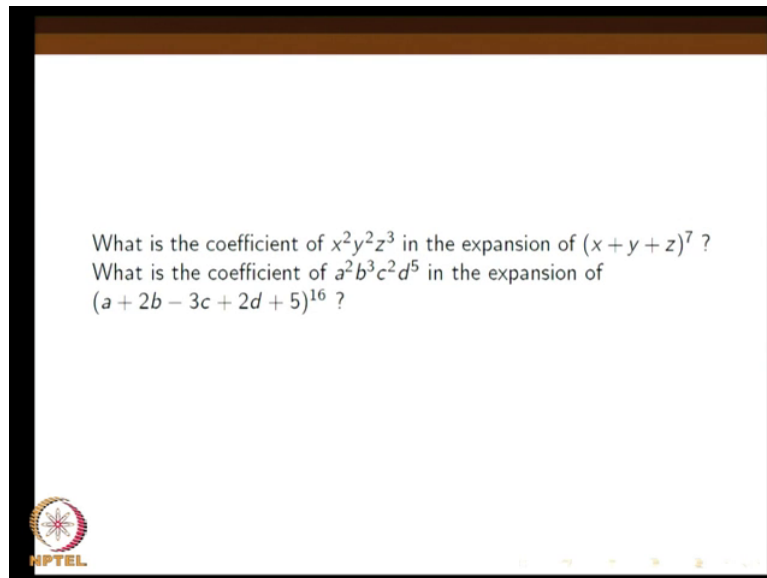 What is the coefficient of x²y²z³ in the expansion of (x + y + z)⁷ ?
What is the coefficient of a²b³c²d⁵ in the expansion of
(a + 2b − 3c + 2d + 5)¹⁶ ?
NPTEL